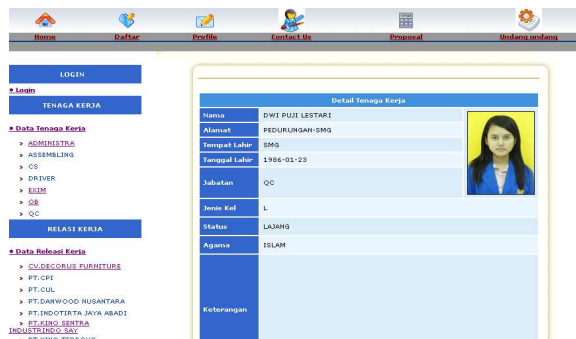 Home Daftar Profile Contact Us Proposal Undang undang
LOGIN
Login
TENAGA KERJA
Data Tenaga Kerja
ADMINISTRA
ASSEMBLING
CS
DRIVER
EXIM
OB
QC
RELASI KERJA
Data Releasi Kerja
CV.DECORUS FURNITURE
PT.CPI
PT.CUL
PT.DANWOOD NUSANTARA
PT.INDOTIRTA JAYA ABADI
PT.KINO SENTRA
INDUSTRINDO SAY
Detail Tenaga Kerja
Nama DWI PUJI LESTARI
Alamat PEDURUNGAN-SMG
Tempat Lahir SMG
Tanggal Lahir 1986-01-23
Jabatan QC
Jenis Kel L
Status LAJANG
Agama ISLAM
Keterangan